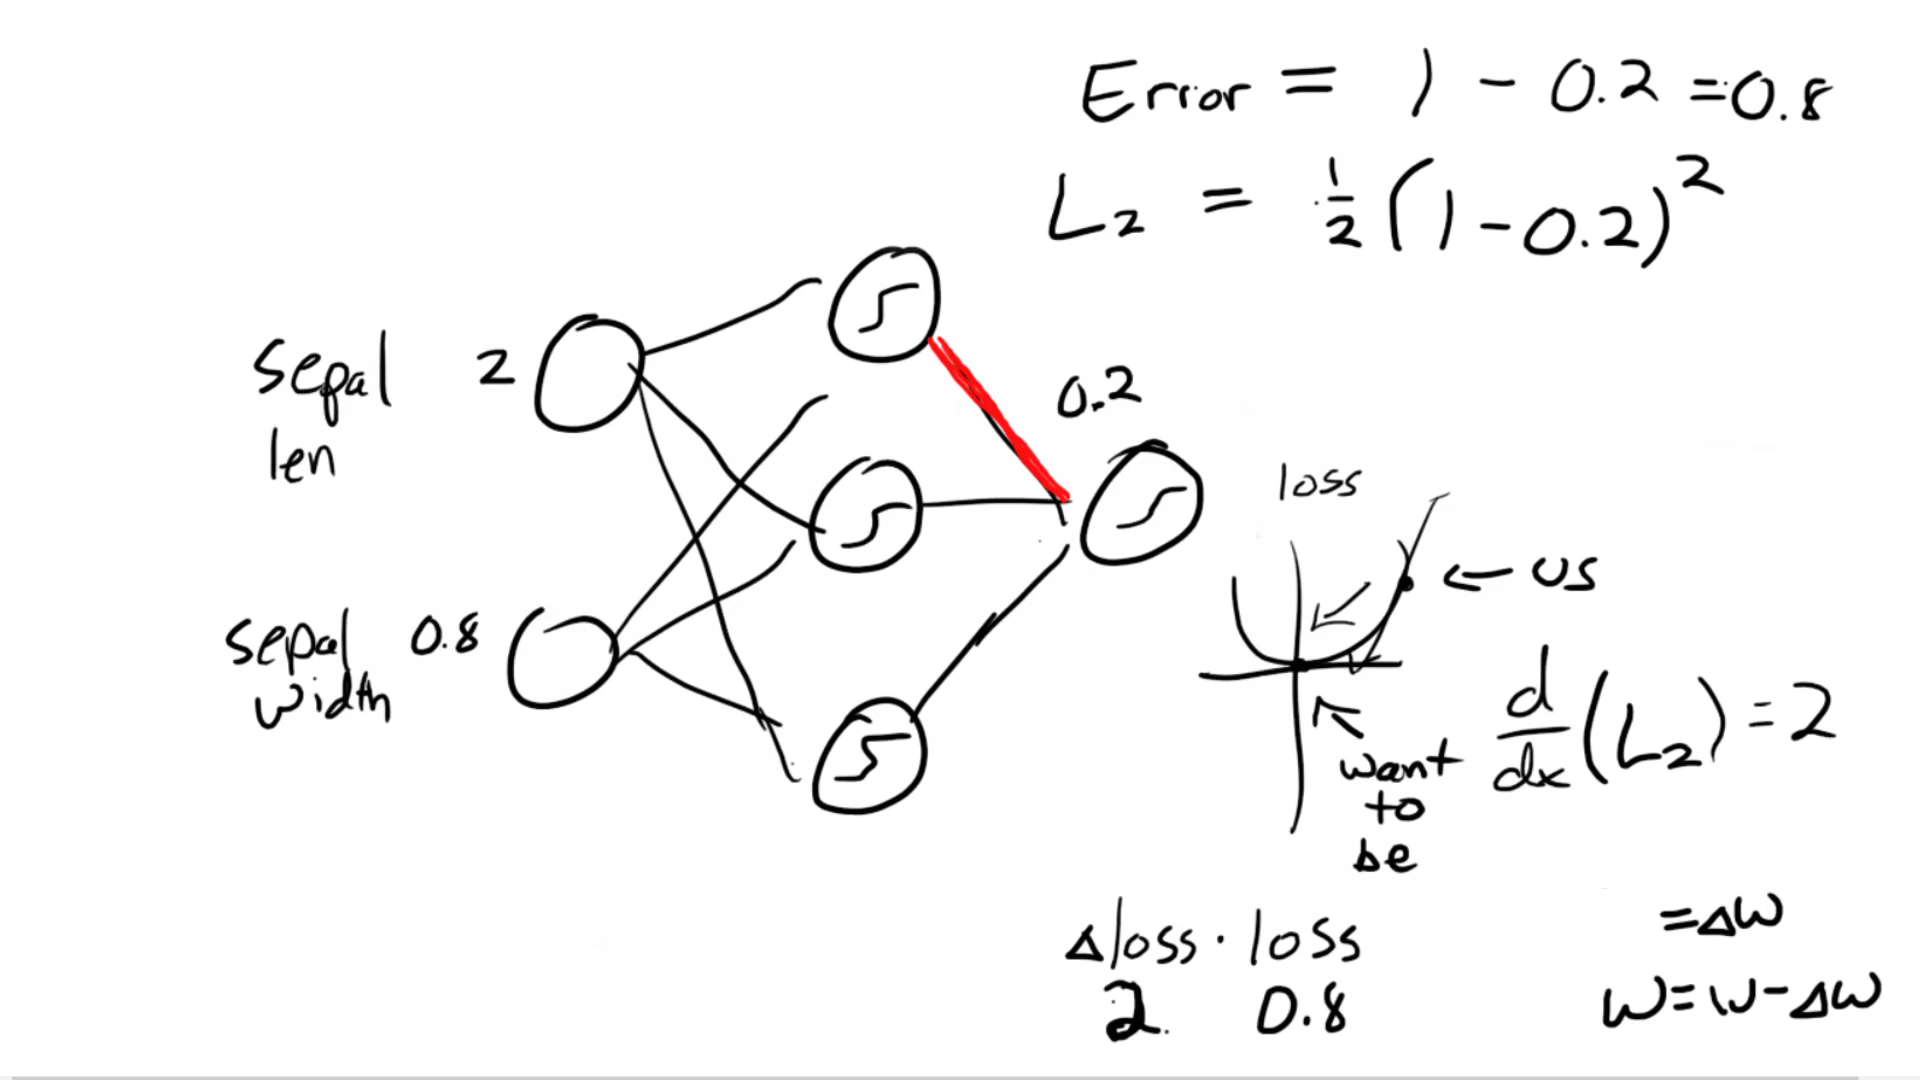 Error = 1 - 0.2 = 0.8
L₂ = ½ (1 - 0.2)²
sepal
len
2
0.2
loss
← us
sepal
width
0.8
want
to
be
d/dx (L₂) = 2
Δloss · loss
2 0.8
= Δw
w = w - Δw